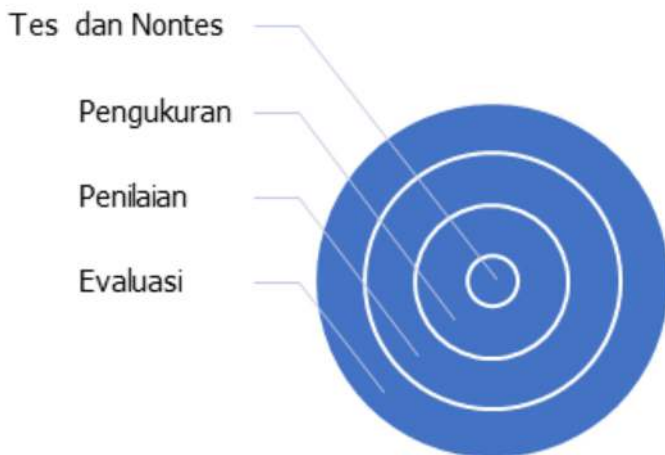 Tes dan Nontes
Pengukuran
Penilaian
Evaluasi